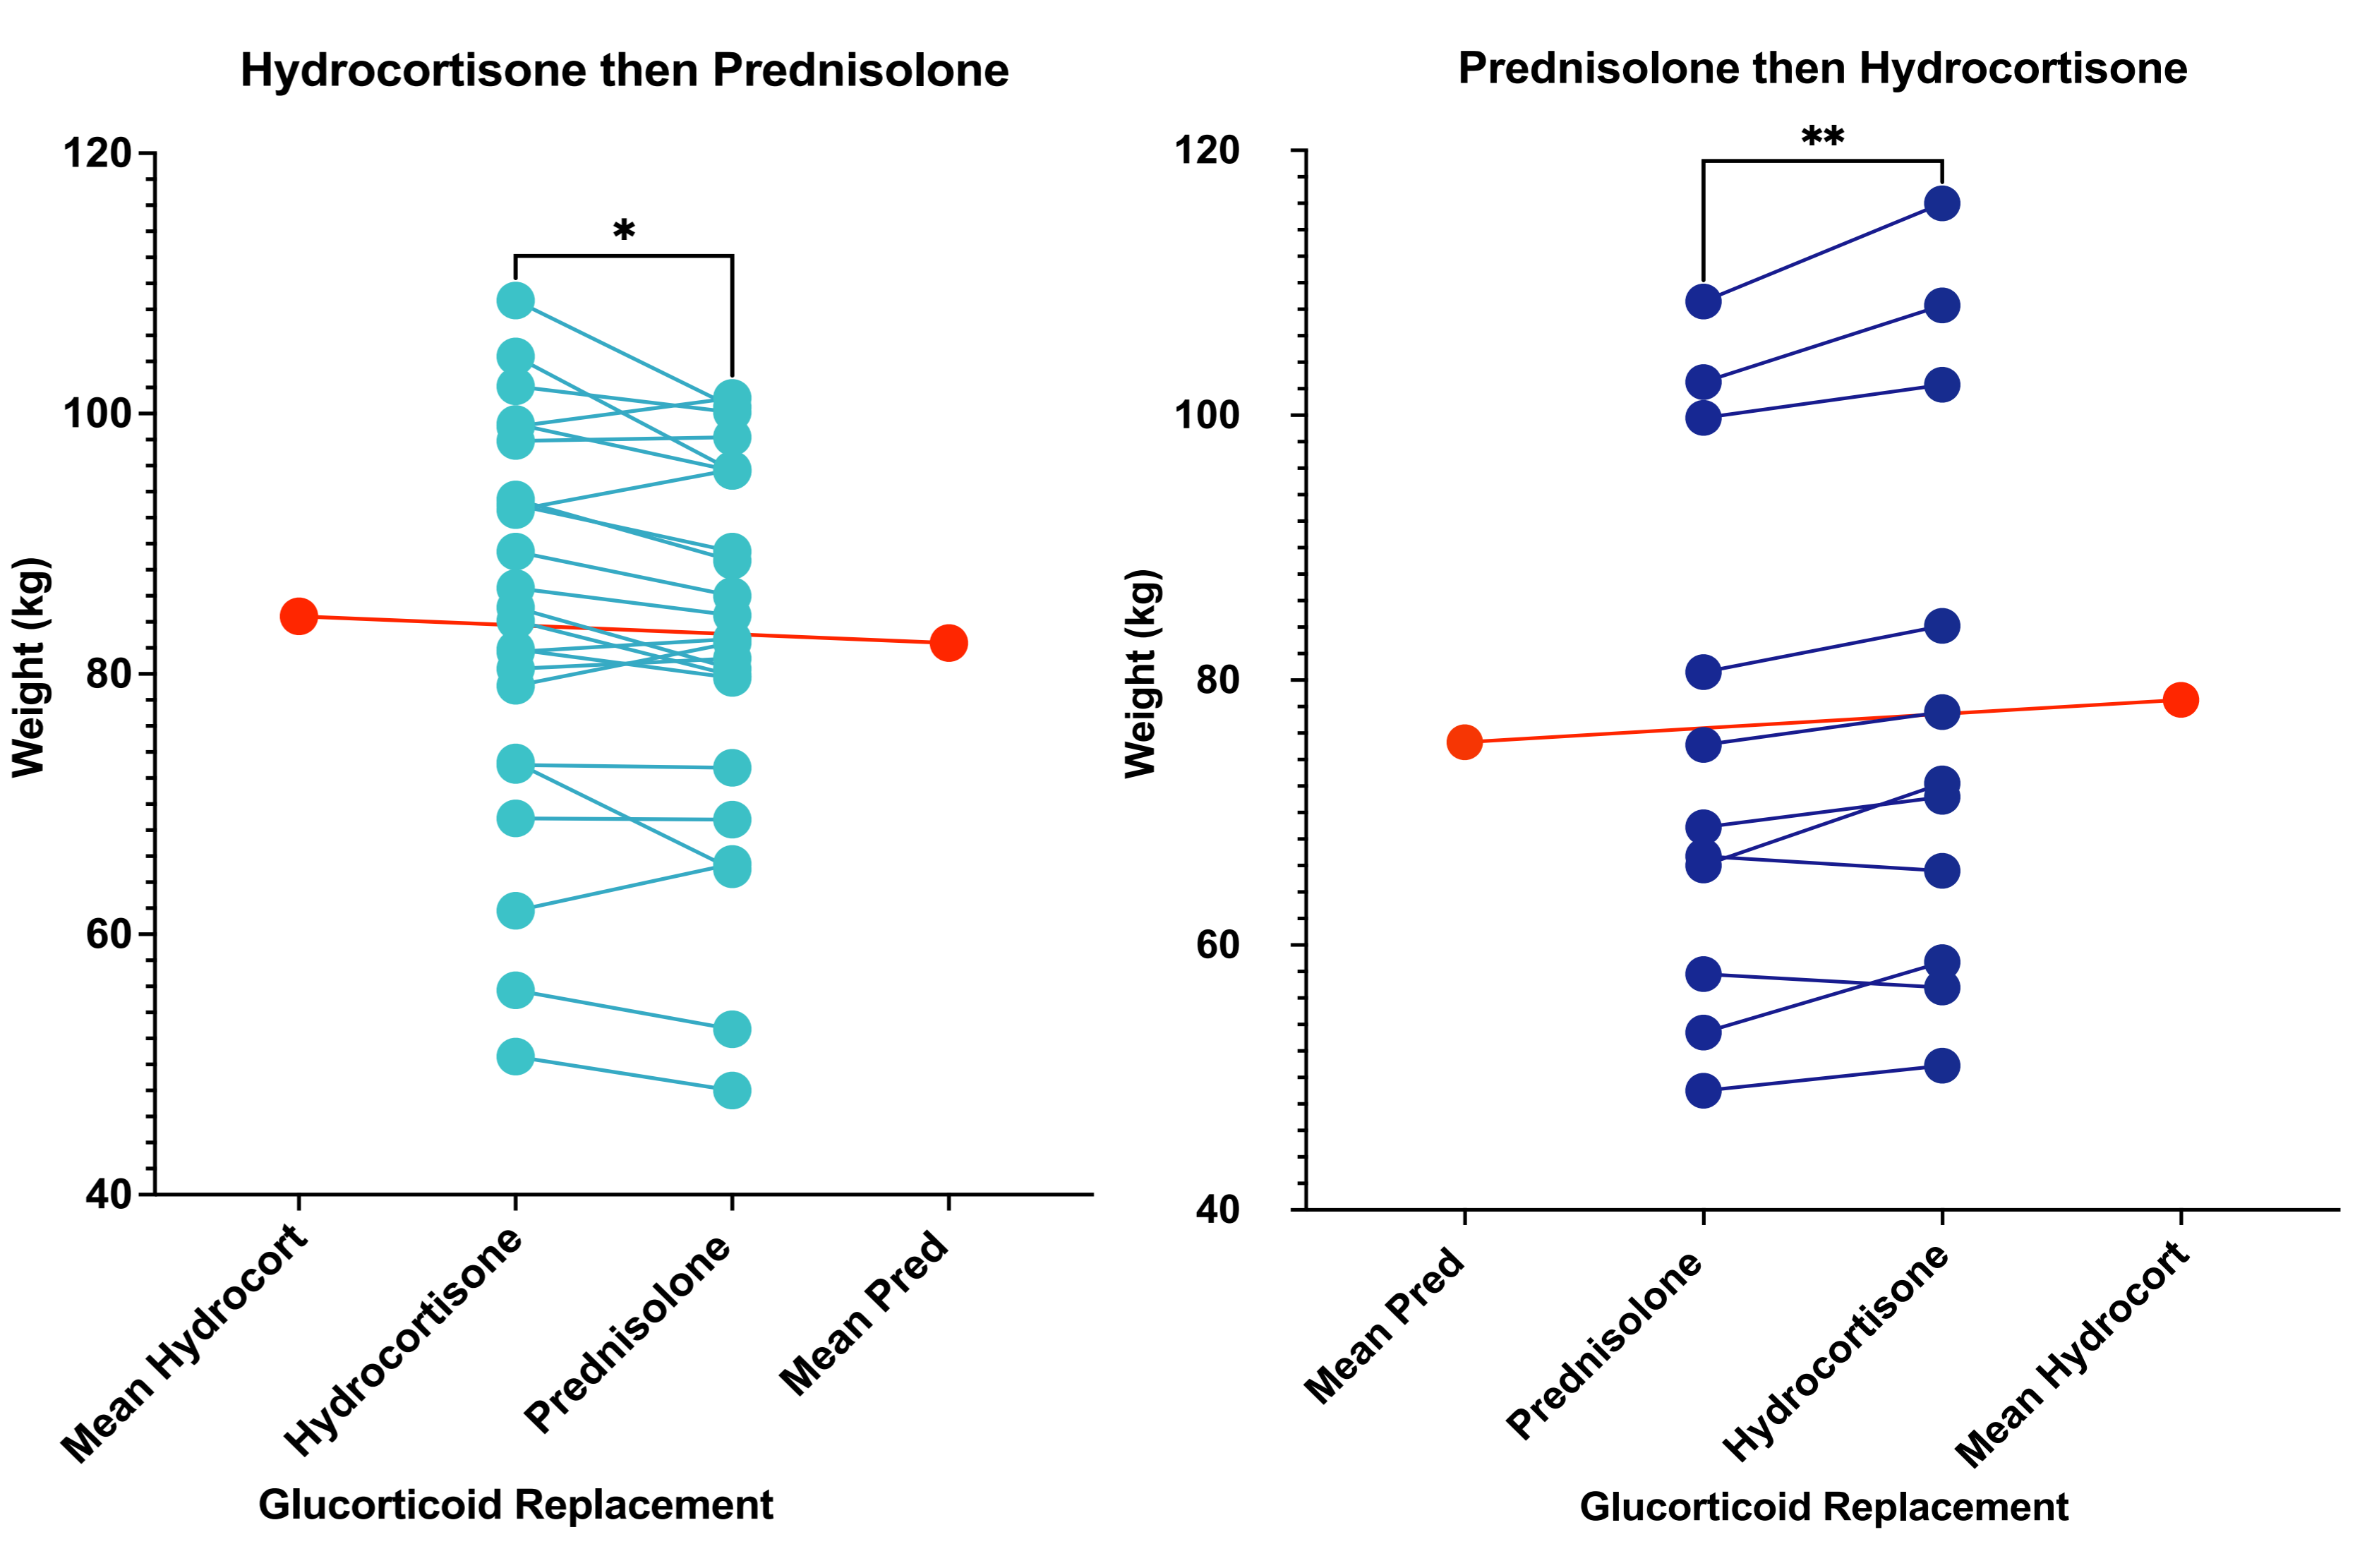 Hydrocortisone then Prednisolone
*
120
100
80
60
40
Weight (kg)
Mean Hydrocort
Hydrocortisone
Prednisolone
Mean Pred
Glucorticoid Replacement
Prednisolone then Hydrocortisone
**
120
100
80
60
40
Weight (kg)
Mean Pred
Prednisolone
Hydrocortisone
Mean Hydrocort
Glucorticoid Replacement